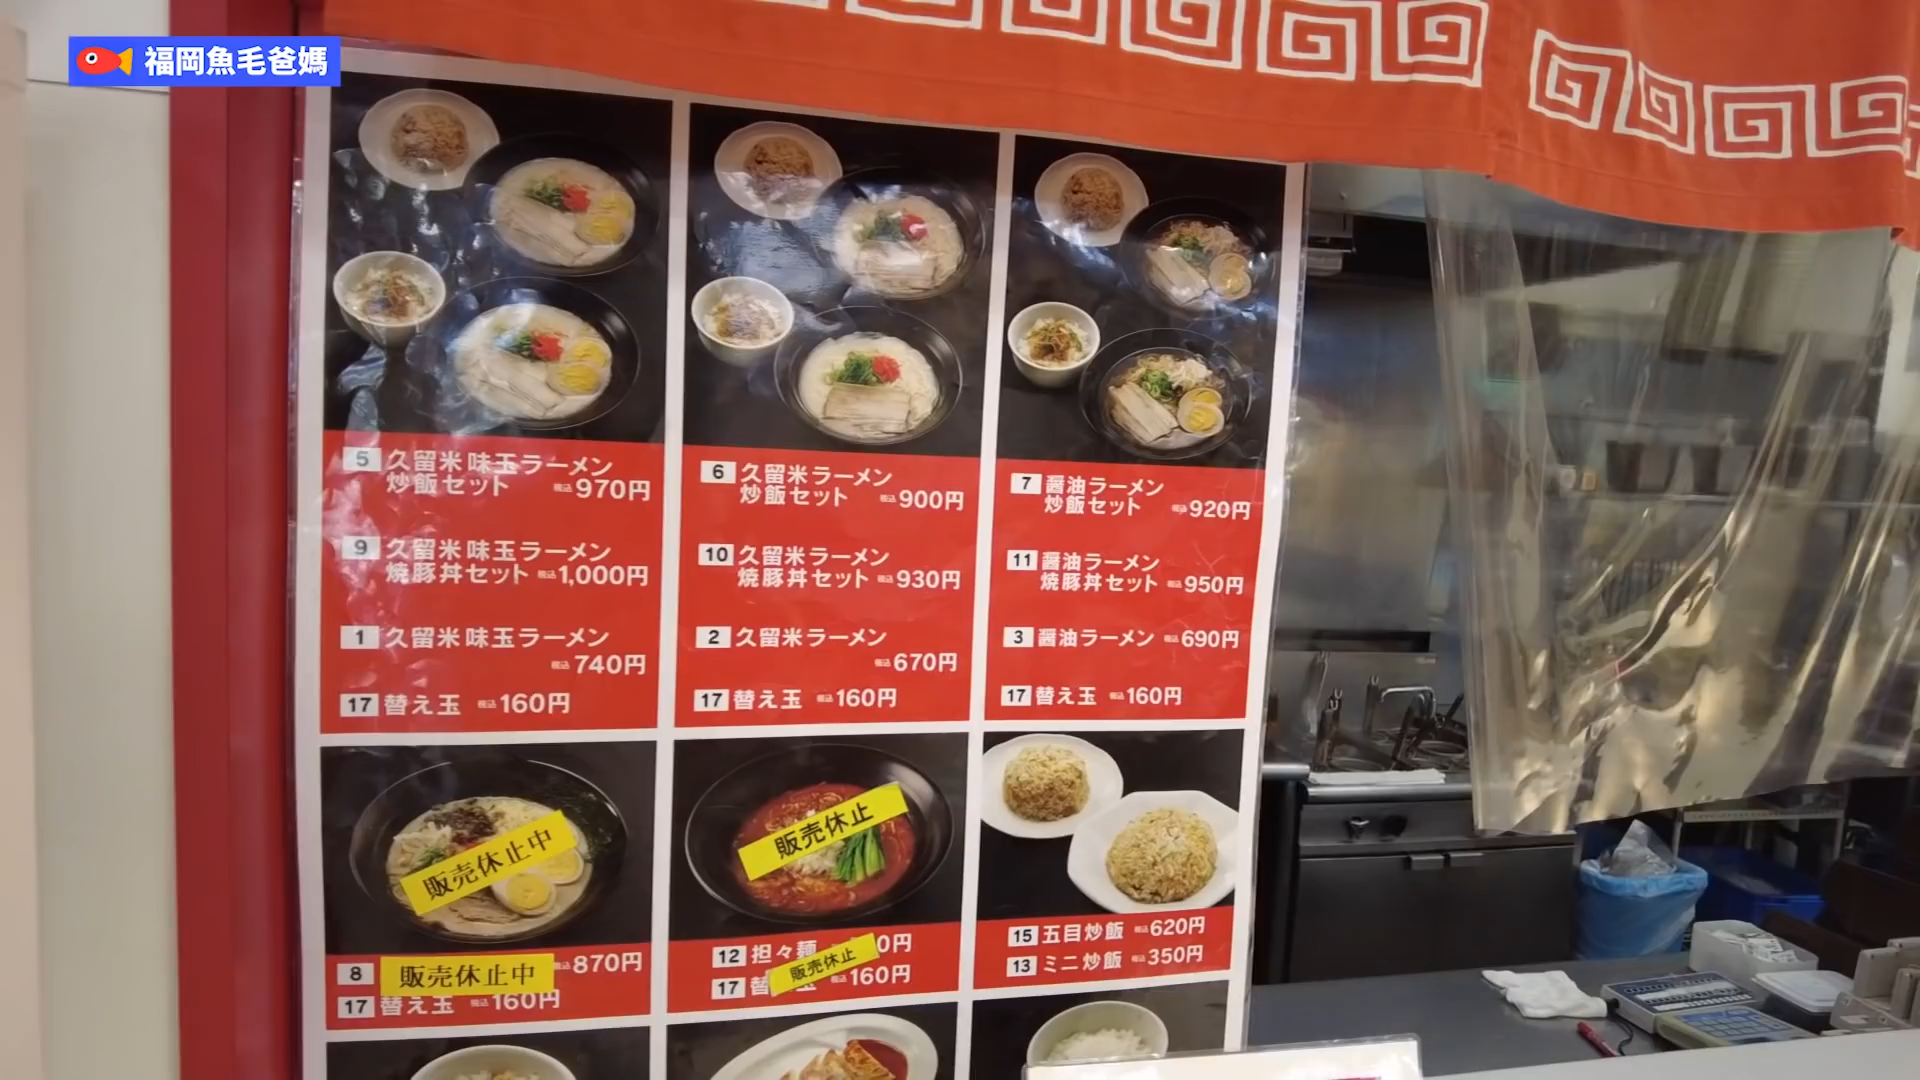 福岡魚毛爸媽
5 久留米味玉ラーメン
炒飯セット 税込970円
9 久留米味玉ラーメン
焼豚丼セット 税込1,000円
1 久留米味玉ラーメン
税込740円
17 替え玉 税込160円
6 久留米ラーメン
炒飯セット 税込900円
10 久留米ラーメン
焼豚丼セット 税込930円
2 久留米ラーメン
税込670円
17 替え玉 税込160円
7 醤油ラーメン
炒飯セット 税込920円
11 醤油ラーメン
焼豚丼セット 税込950円
3 醤油ラーメン 税込690円
17 替え玉 税込160円
販売休止中
8 販売休止中 税込870円
17 替え玉 税込160円
販売休止
12 担々麺 0円
販売休止
17 替 玉 税込160円
15 五目炒飯 税込620円
13 ミニ炒飯 税込350円